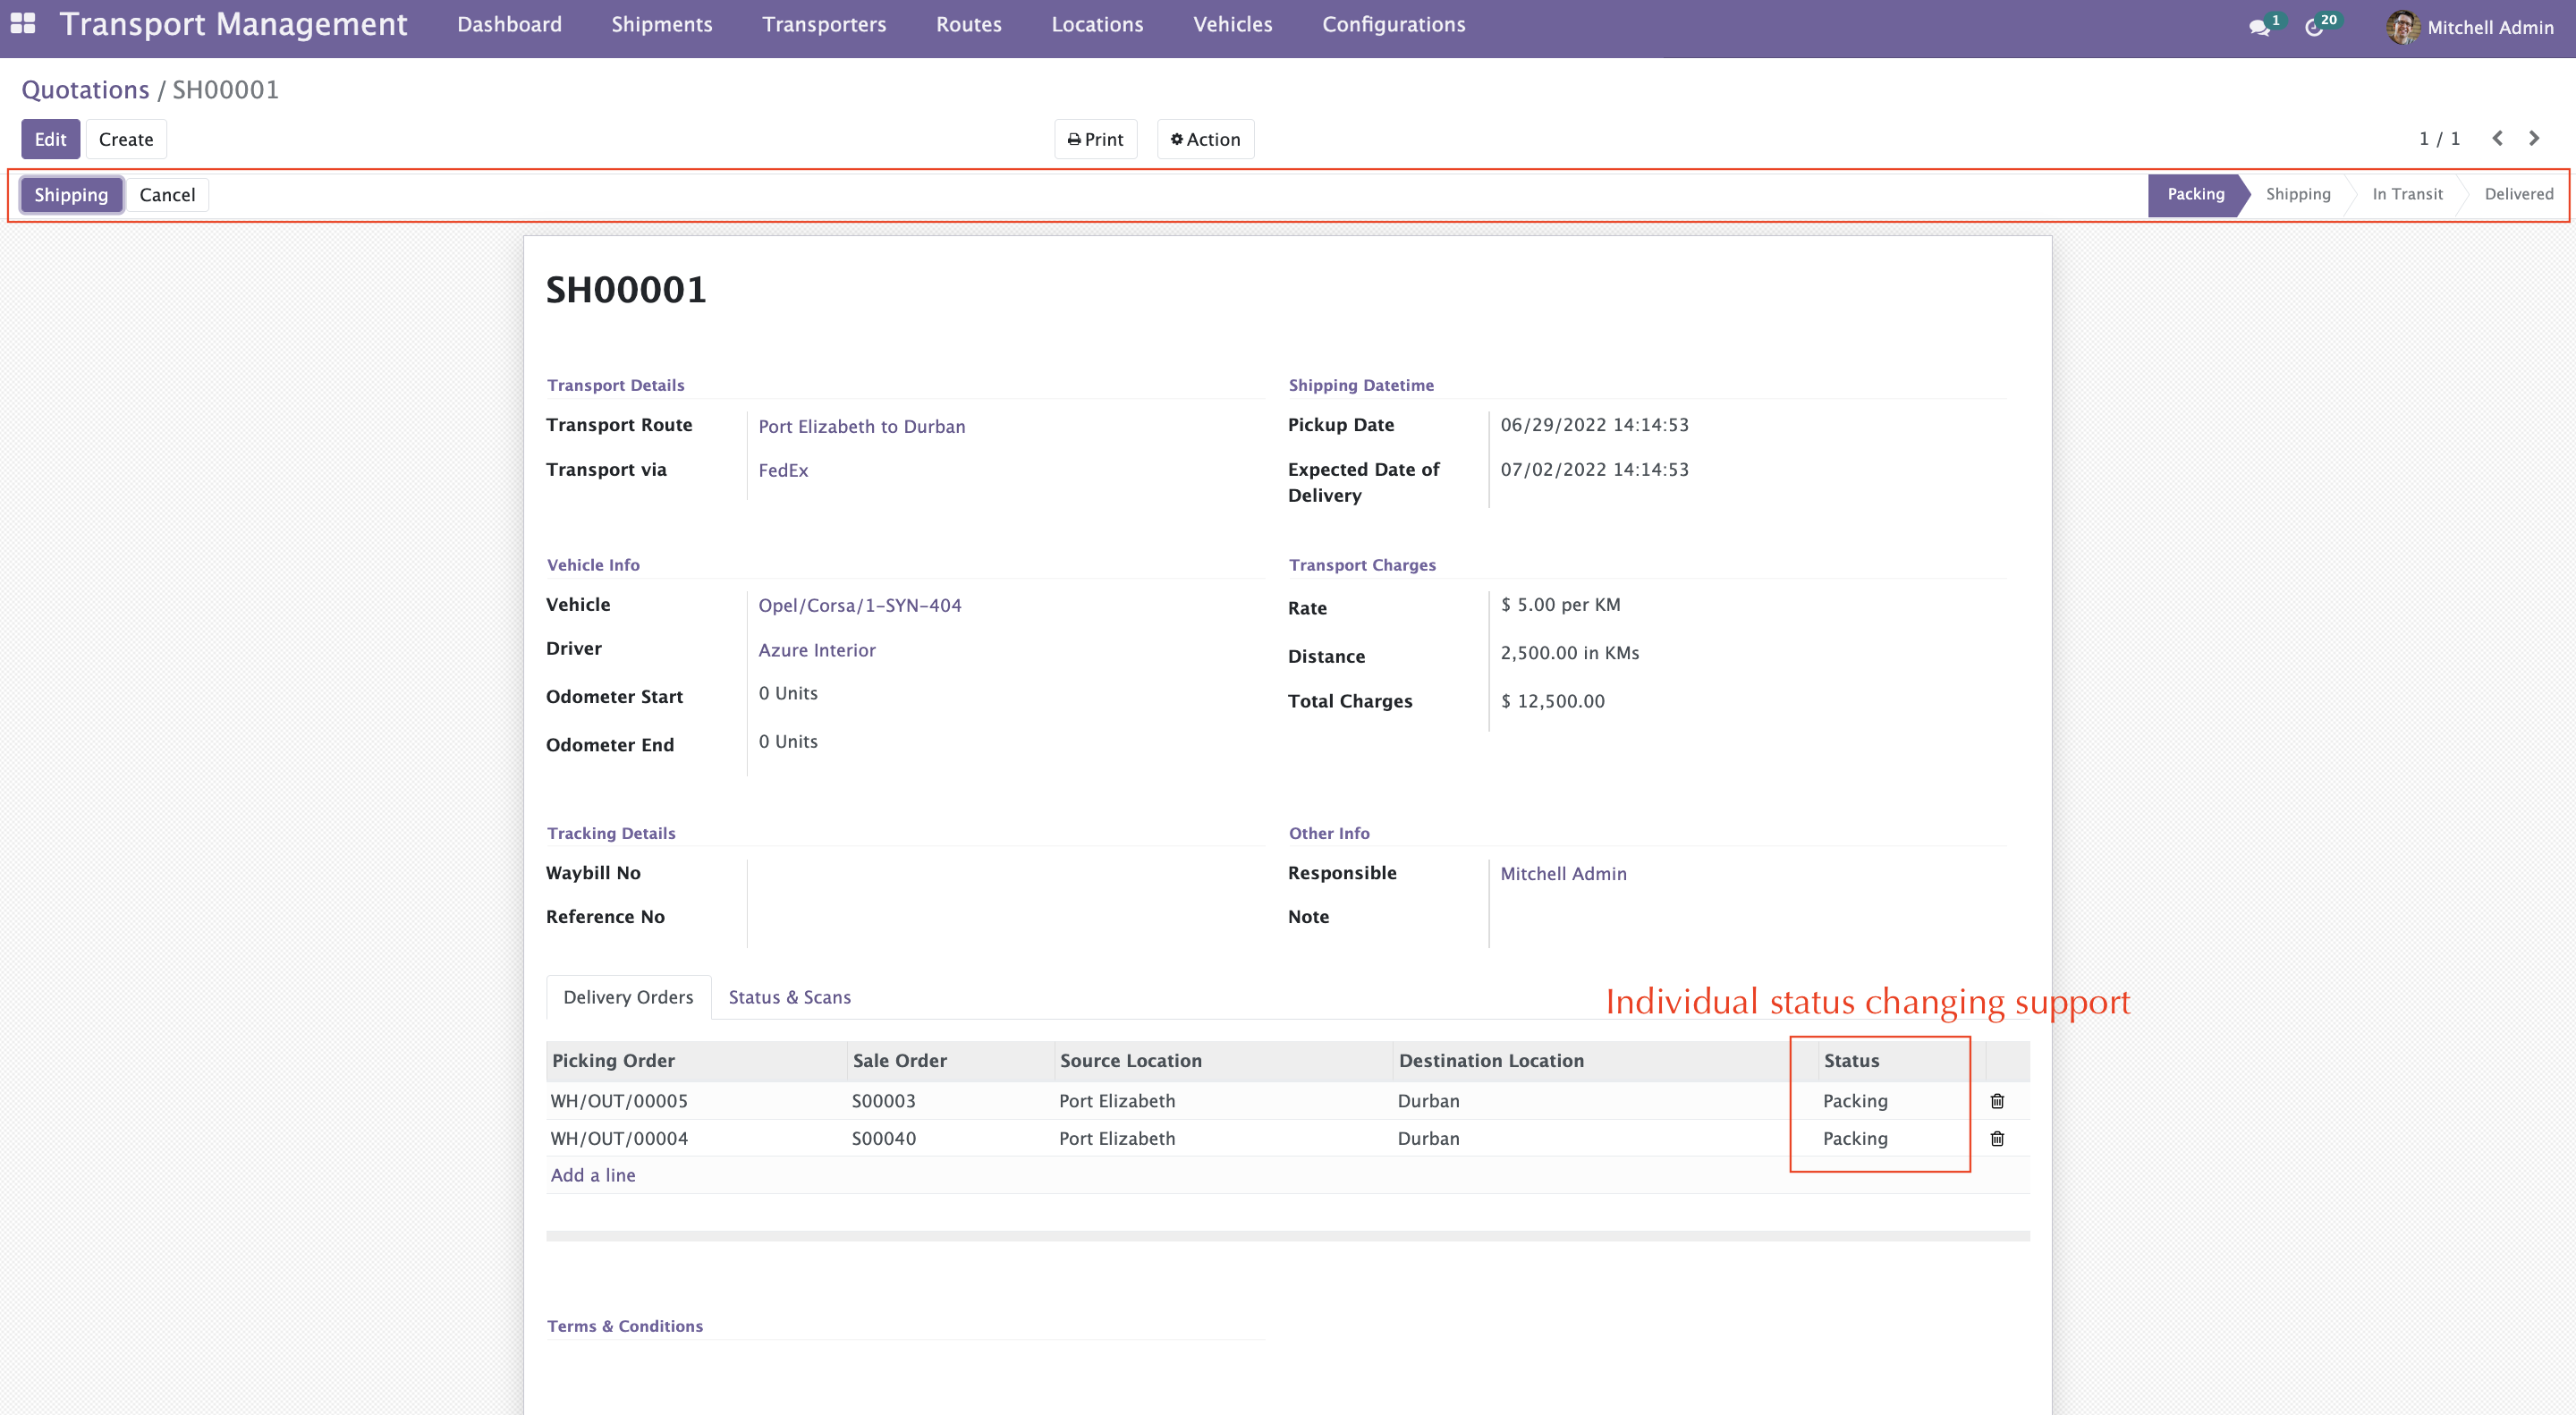 Transport Management Dashboard Shipments Transporters Routes Locations Vehicles Configurations 1 20 Mitchell Admin
Quotations / SH00001
Edit Create Print Action 1 / 1
Shipping Cancel Packing Shipping In Transit Delivered
SH00001
Transport Details Shipping Datetime
Transport Route Port Elizabeth to Durban Pickup Date 06/29/2022 14:14:53
Transport via FedEx Expected Date of 07/02/2022 14:14:53
Delivery
Vehicle Info Transport Charges
Vehicle Opel/Corsa/1-SYN-404 Rate $ 5.00 per KM
Driver Azure Interior Distance 2,500.00 in KMs
Odometer Start 0 Units Total Charges $ 12,500.00
Odometer End 0 Units
Tracking Details Other Info
Waybill No Responsible Mitchell Admin
Reference No Note
Delivery Orders Status & Scans Individual status changing support
Picking Order Sale Order Source Location Destination Location Status
WH/OUT/00005 S00003 Port Elizabeth Durban Packing
WH/OUT/00004 S00040 Port Elizabeth Durban Packing
Add a line
Terms & Conditions